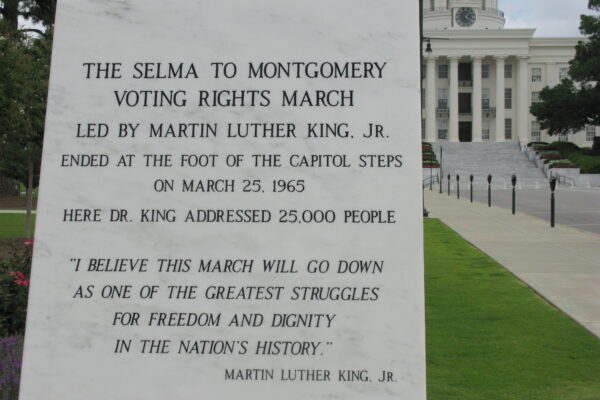 THE SELMA TO MONTGOMERY
VOTING RIGHTS MARCH
LED BY MARTIN LUTHER KING, JR.
ENDED AT THE FOOT OF THE CAPITOL STEPS
ON MARCH 25, 1965
HERE DR. KING ADDRESSED 25,000 PEOPLE
"I BELIEVE THIS MARCH WILL GO DOWN
AS ONE OF THE GREATEST STRUGGLES
FOR FREEDOM AND DIGNITY
IN THE NATION'S HISTORY."
MARTIN LUTHER KING, JR.